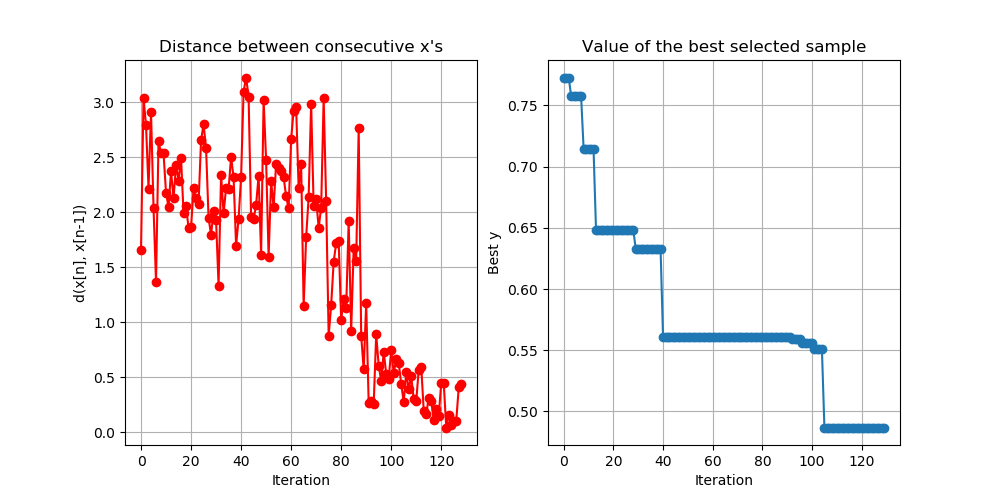 Distance between consecutive x's
d(x[n], x[n-1])
3.0
2.5
2.0
1.5
1.0
0.5
0.0
0 20 40 60 80 100 120
Iteration
Value of the best selected sample
Best y
0.75
0.70
0.65
0.60
0.55
0.50
0 20 40 60 80 100 120
Iteration